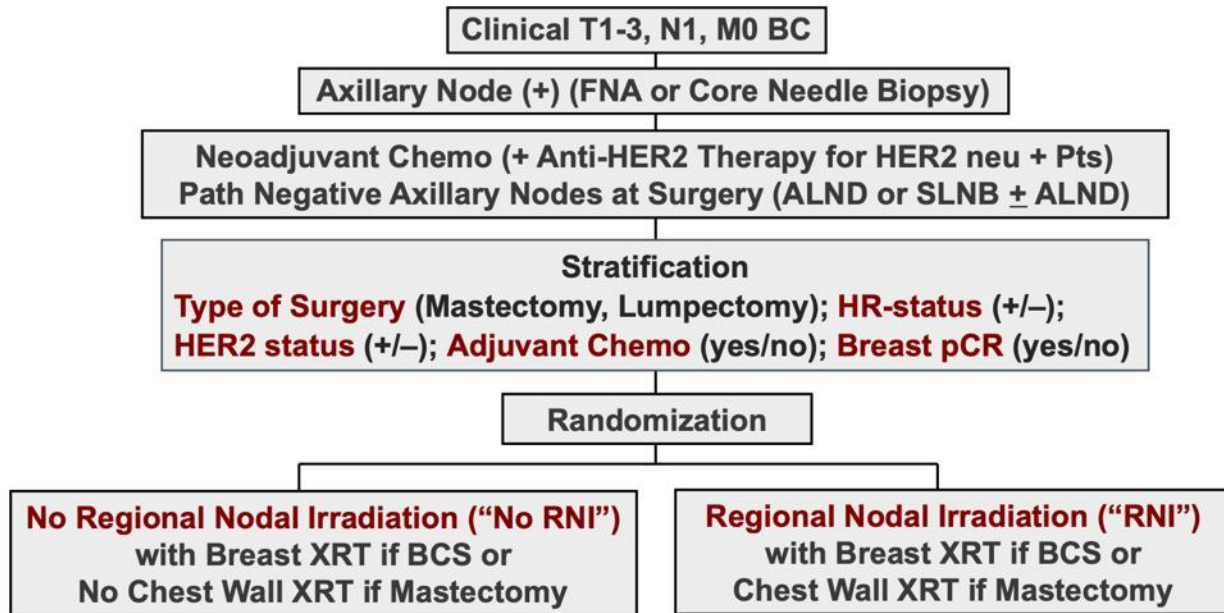 Clinical T1-3, N1, M0 BC
Axillary Node (+) (FNA or Core Needle Biopsy)
Neoadjuvant Chemo (+ Anti-HER2 Therapy for HER2 neu + Pts)
Path Negative Axillary Nodes at Surgery (ALND or SLNB ± ALND)
Stratification
Type of Surgery (Mastectomy, Lumpectomy); HR-status (+/–);
HER2 status (+/–); Adjuvant Chemo (yes/no); Breast pCR (yes/no)
Randomization
No Regional Nodal Irradiation (“No RNI”)
with Breast XRT if BCS or
No Chest Wall XRT if Mastectomy
Regional Nodal Irradiation (“RNI”)
with Breast XRT if BCS or
Chest Wall XRT if Mastectomy